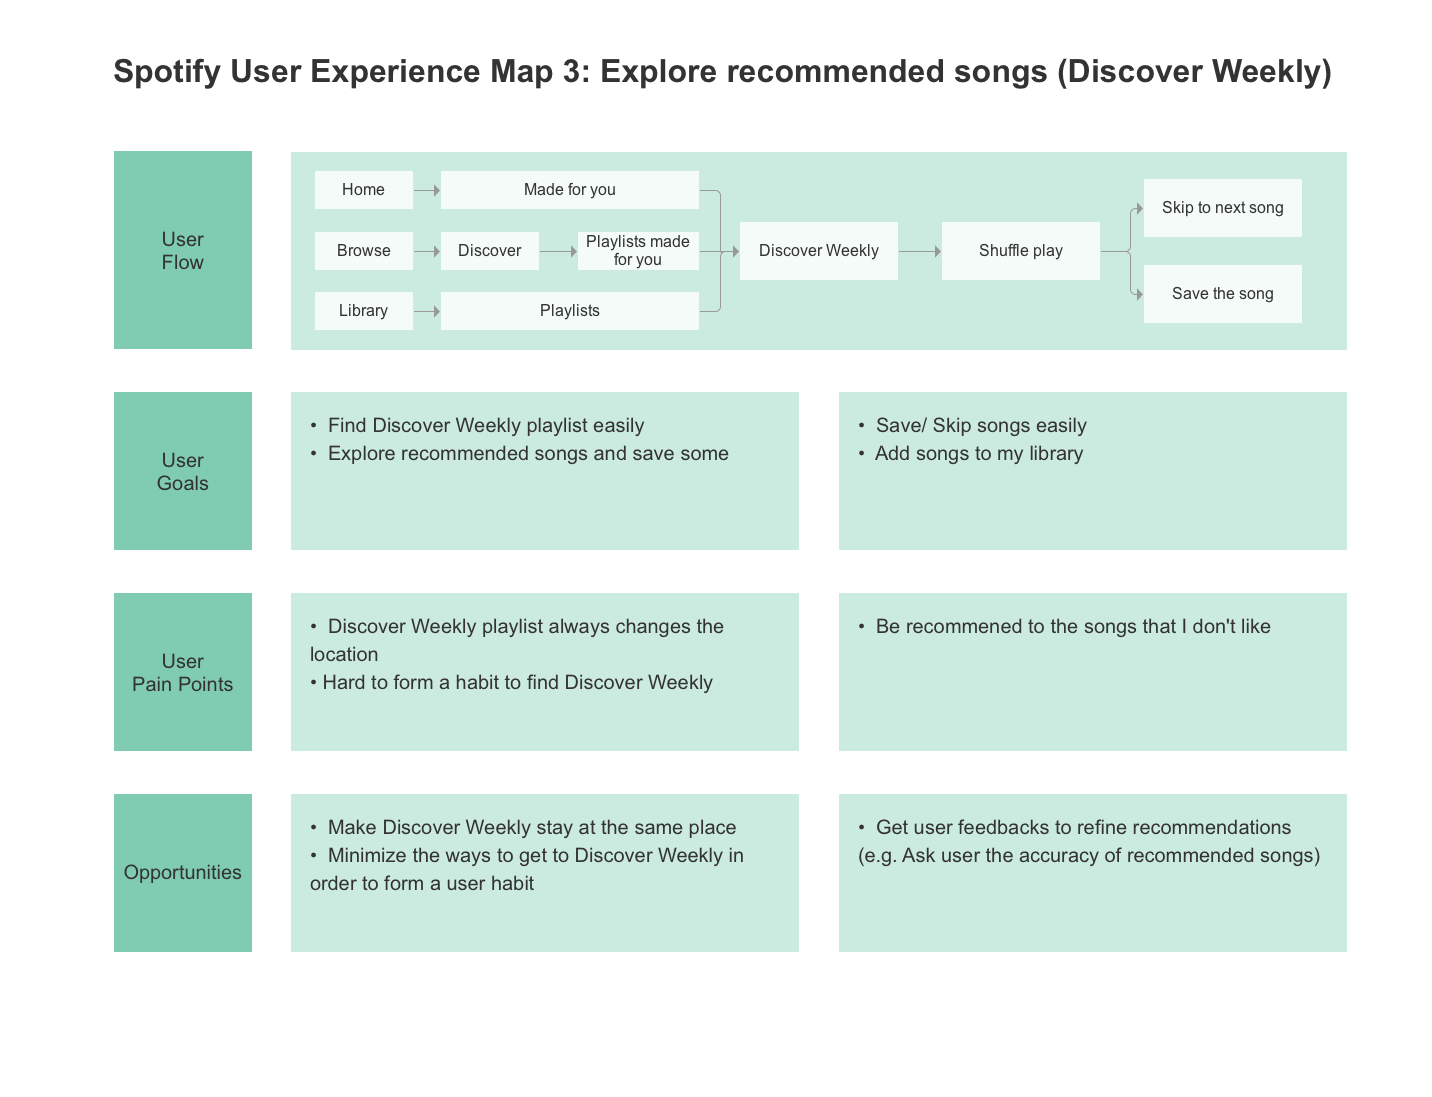 Spotify User Experience Map 3: Explore recommended songs (Discover Weekly)
User
Flow
Home
Made for you
Browse
Discover
Playlists made
for you
Library
Playlists
Discover Weekly
Shuffle play
Skip to next song
Save the song
User
Goals
• Find Discover Weekly playlist easily
• Explore recommended songs and save some
• Save/ Skip songs easily
• Add songs to my library
User
Pain Points
• Discover Weekly playlist always changes the
location
• Hard to form a habit to find Discover Weekly
• Be recommened to the songs that I don't like
Opportunities
• Make Discover Weekly stay at the same place
• Minimize the ways to get to Discover Weekly in
order to form a user habit
• Get user feedbacks to refine recommendations
(e.g. Ask user the accuracy of recommended songs)